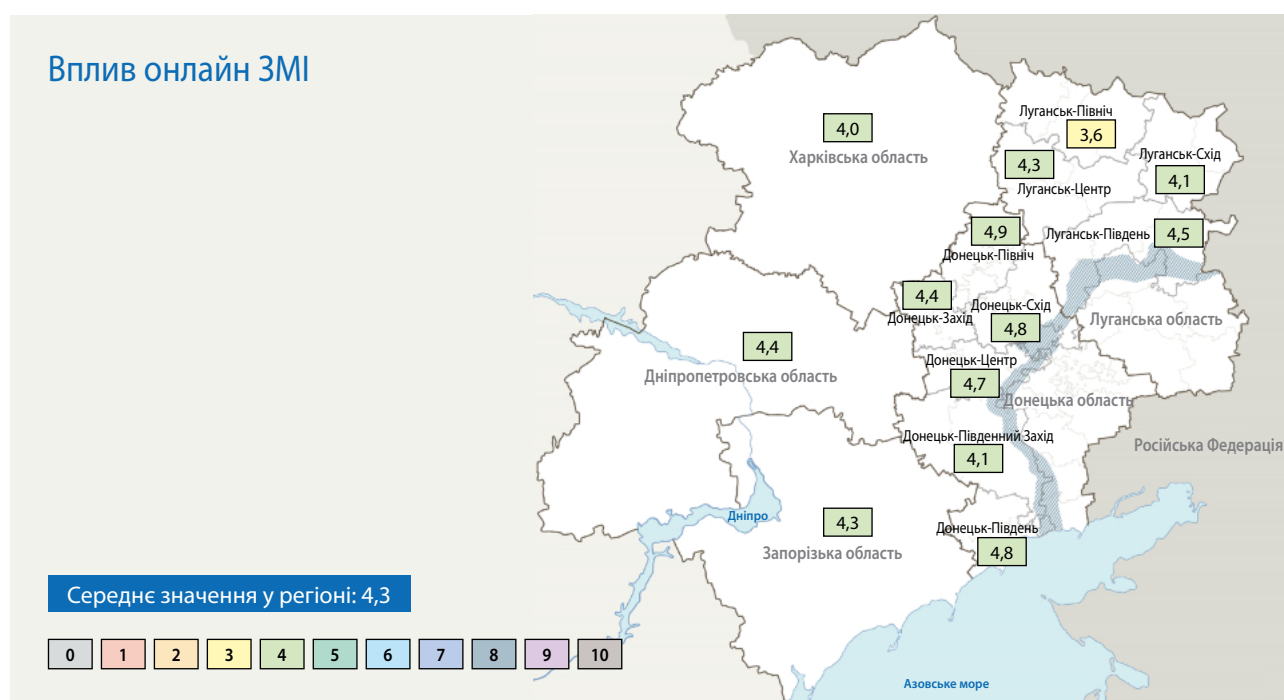 Вплив онлайн ЗМІ
4,0
Харківська область
Луганськ-Північ
3,6
Луганськ-Схід
4,3
4,1
Луганськ-Центр
4,9
Луганськ-Південь
4,5
Донецьк-Північ
4,4
Донецьк-Схід
Донецьк-Захід
4,8
Луганська область
4,4
Дніпропетровська область
Донецьк-Центр
4,7
Донецька область
Донецьк-Південний Захід
4,1
Російська Федерація
Дніпро
4,3
Запорізька область
Донецьк-Південь
4,8
Середнє значення у регіоні: 4,3
0 1 2 3 4 5 6 7 8 9 10
Азовське море